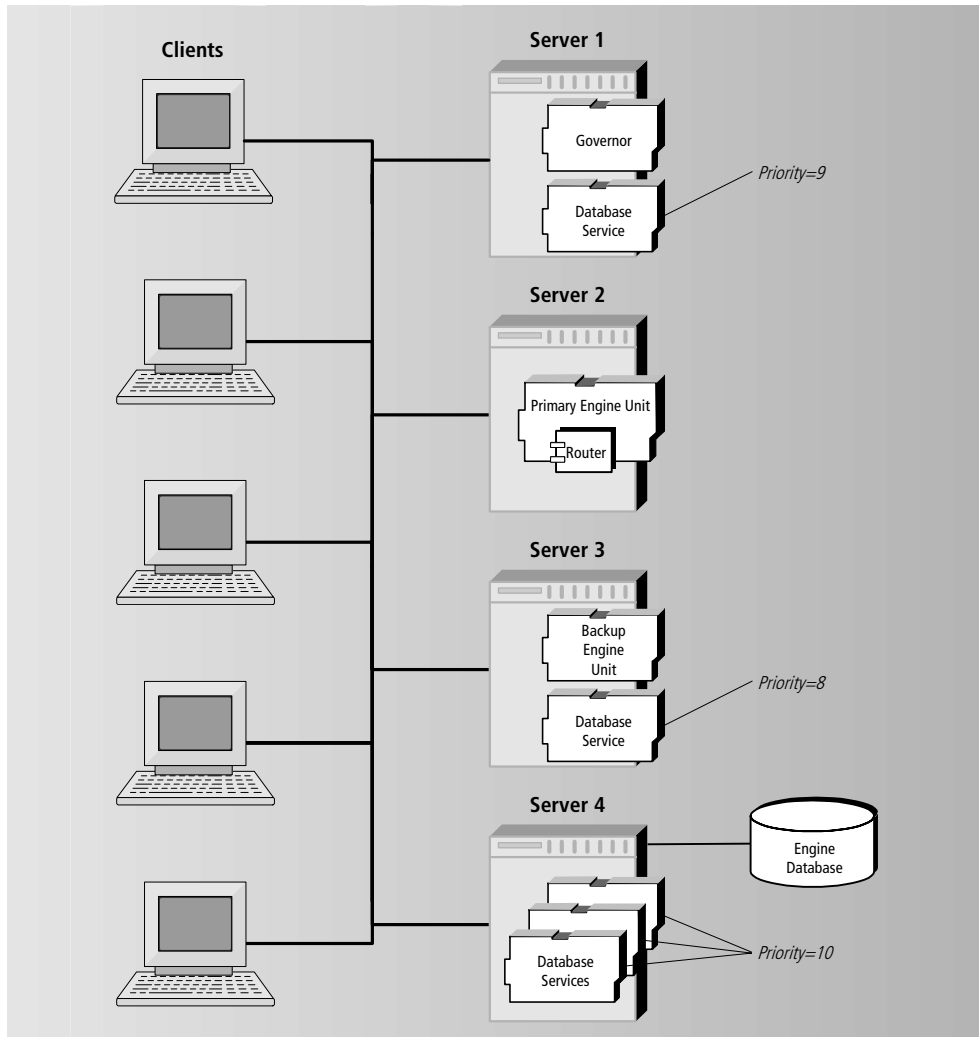 Clients
Server 1
Governor
Database
Service
Priority=9
Server 2
Primary Engine Unit
Router
Server 3
Backup
Engine
Unit
Database
Service
Priority=8
Server 4
Engine
Database
Database
Services
Priority=10